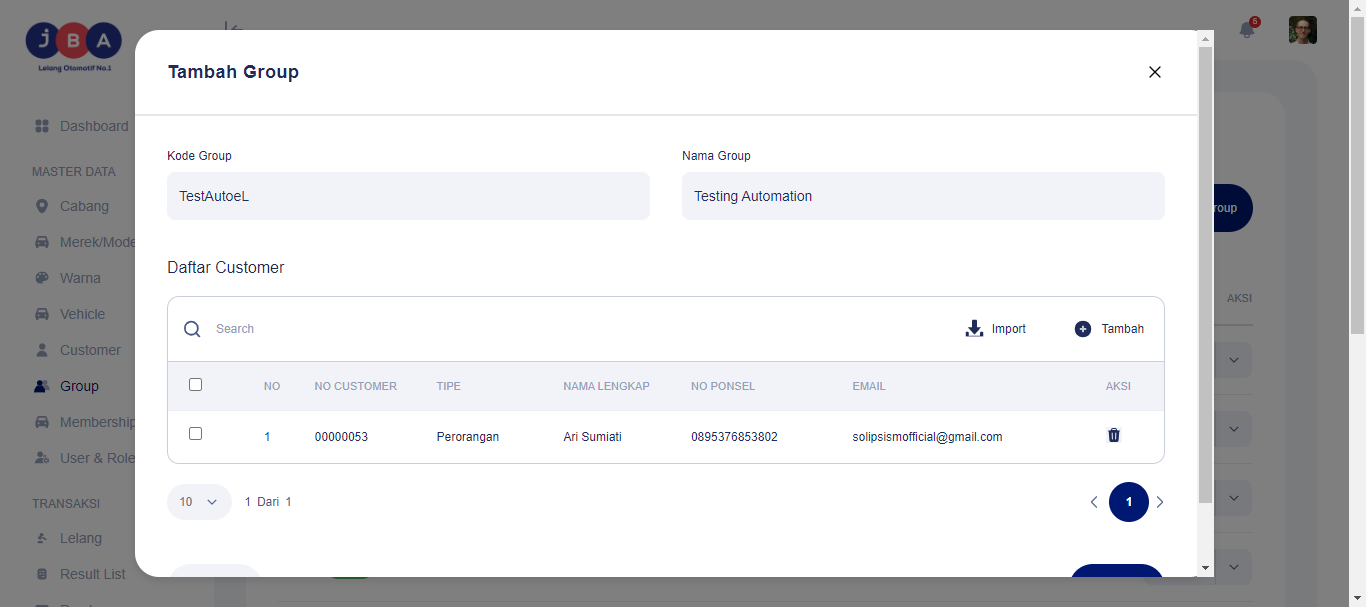 JBA
Lelang Otomotif No.1
5
Dashboard
MASTER DATA
Cabang
Merek/Mode
Warna
Vehicle
Customer
Group
Membership
User & Role
TRANSAKSI
Lelang
Result List
roup
AKSI
Tambah Group
Kode Group
Nama Group
TestAutoeL
Testing Automation
Daftar Customer
Search
Import
Tambah
NO NO CUSTOMER TIPE NAMA LENGKAP NO PONSEL EMAIL AKSI
1 00000053 Perorangan Ari Sumiati 0895376853802 solipsismofficial@gmail.com
10 1 Dari 1
1